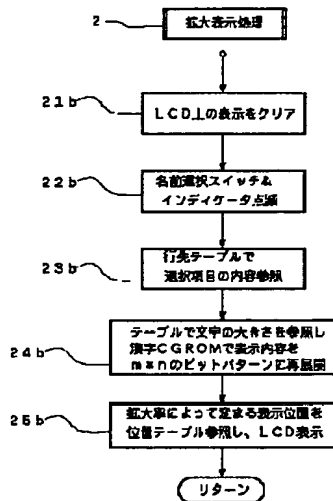 2
拡大表示処理
21b
LCD上の表示をクリア
22b
名前選択スイッチ&
インディケータ点滅
23b
行先テーブルで
選択項目の内容参照
24b
テーブルで文字の大きさを参照し
漢字CGROMで表示内容を
m×nのビットパターンに再展開
25b
拡大率によって定まる表示位置を
位置テーブル参照し、LCD表示
リターン